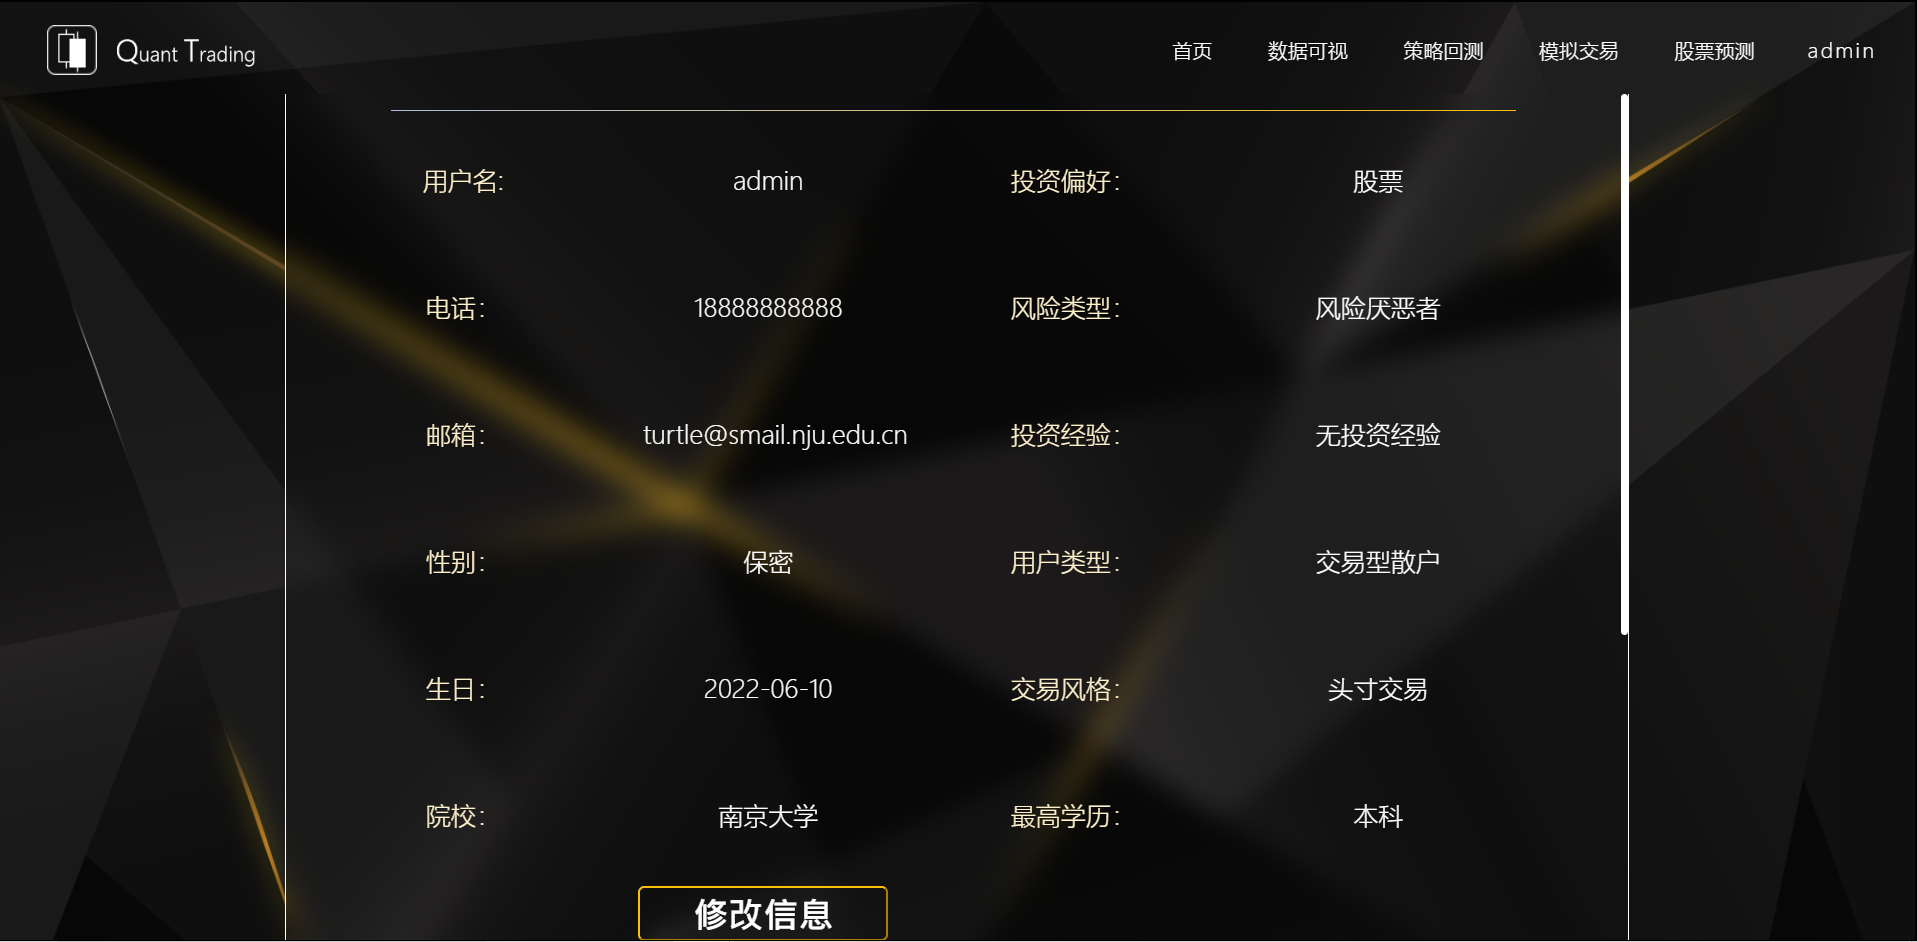 Quant Trading 首页 数据可视 策略回测 模拟交易 股票预测 admin
用户名: admin 投资偏好: 股票
电话: 18888888888 风险类型: 风险厌恶者
邮箱: turtle@smail.nju.edu.cn 投资经验: 无投资经验
性别: 保密 用户类型: 交易型散户
生日: 2022-06-10 交易风格: 头寸交易
院校: 南京大学 最高学历: 本科
修改信息